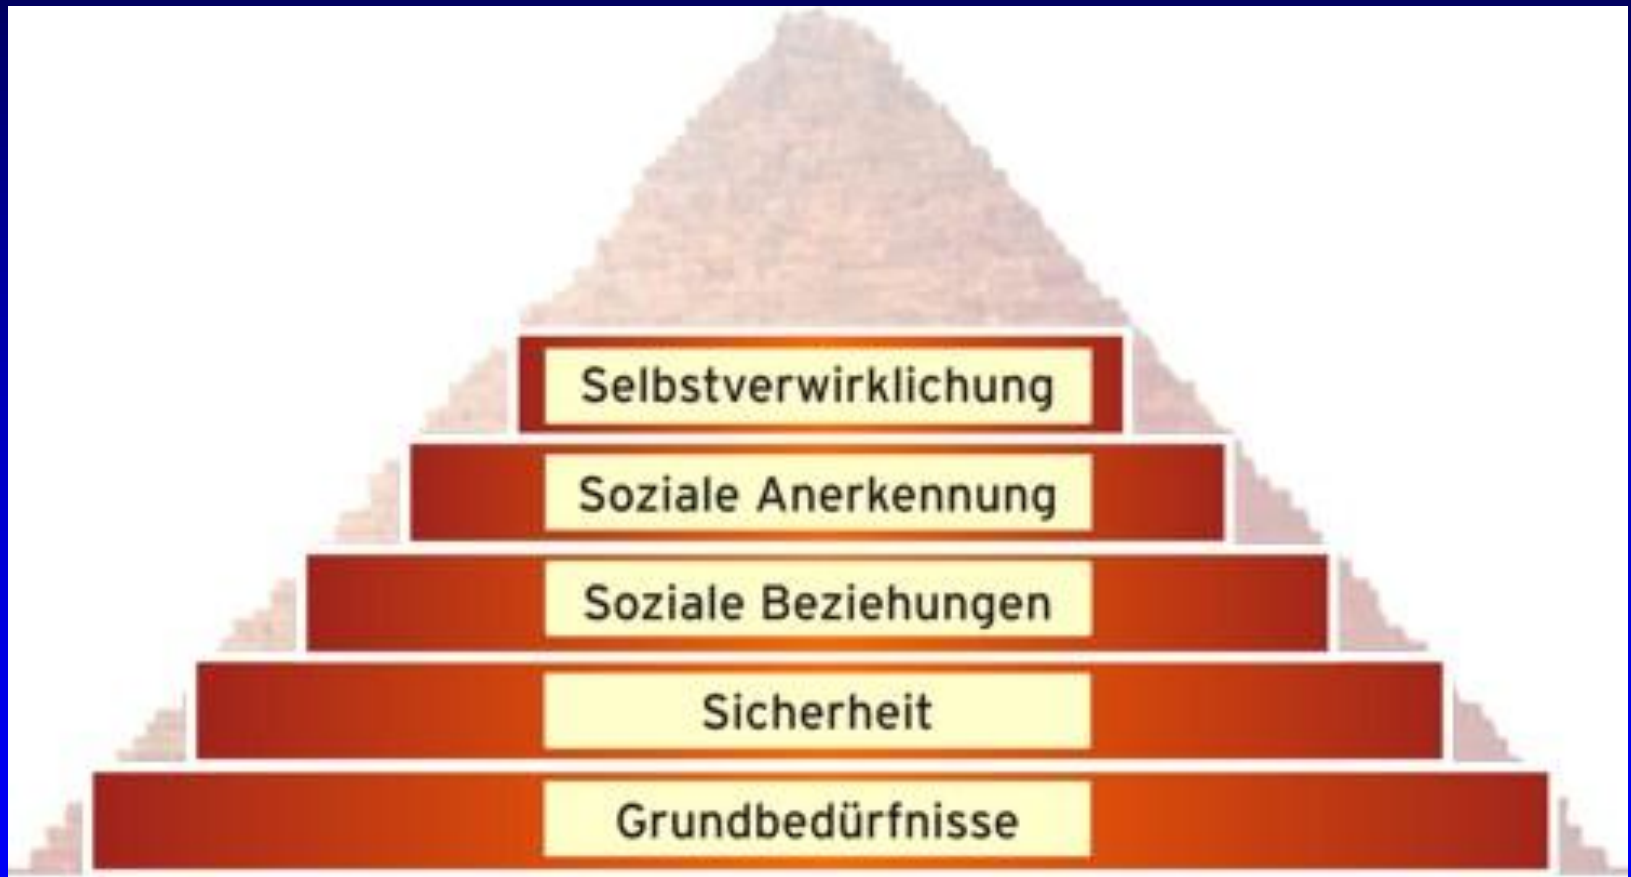 Selbstverwirklichung
Soziale Anerkennung
Soziale Beziehungen
Sicherheit
Grundbedürfnisse